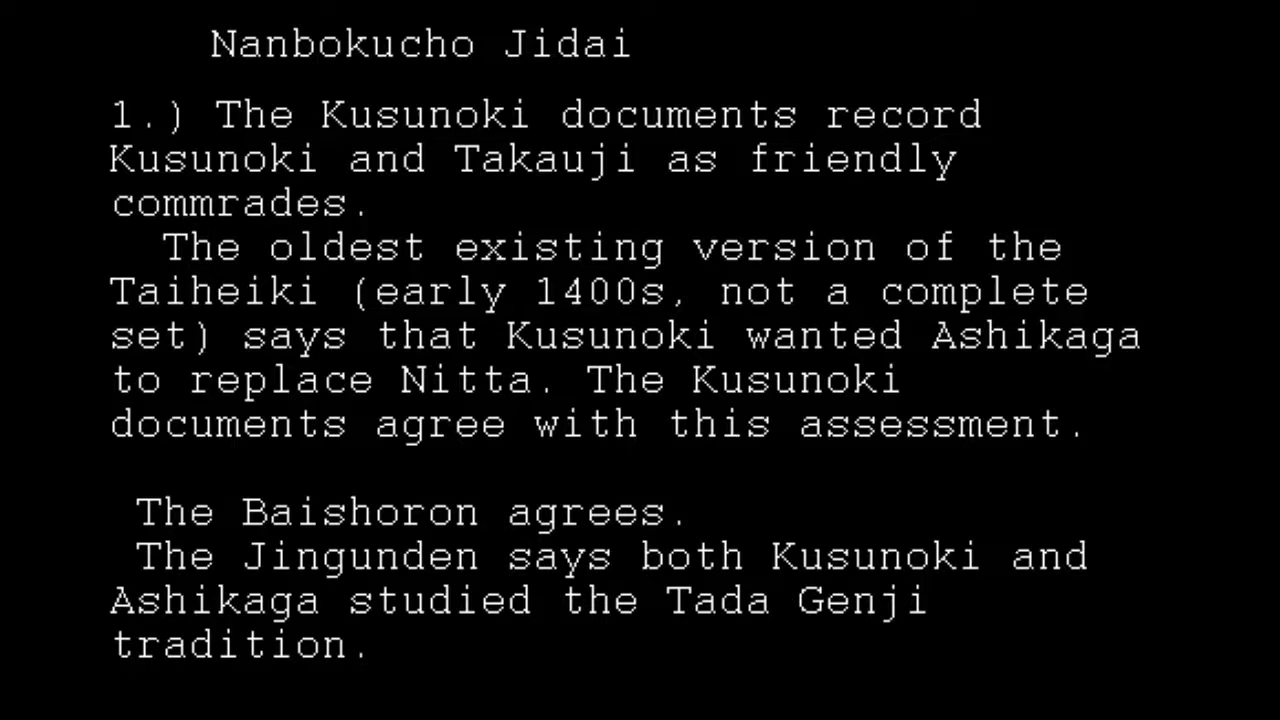 Nanbokucho Jidai
1.) The Kusunoki documents record
Kusunoki and Takauji as friendly
commrades.
The oldest existing version of the
Taiheiki (early 1400s, not a complete
set) says that Kusunoki wanted Ashikaga
to replace Nitta. The Kusunoki
documents agree with this assessment.
The Baishoron agrees.
The Jingunden says both Kusunoki and
Ashikaga studied the Tada Genji
tradition.